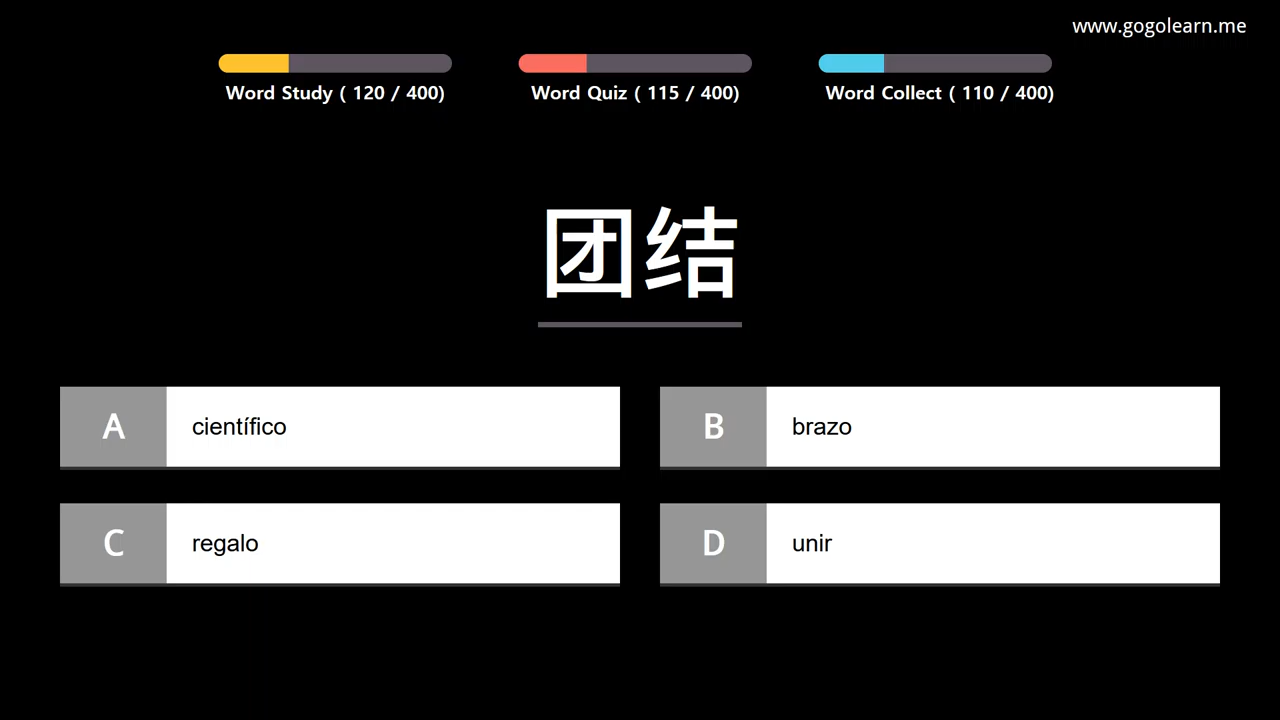 www.gogolearn.me
Word Study ( 120 / 400)
Word Quiz ( 115 / 400)
Word Collect ( 110 / 400)
团结
A científico
B brazo
C regalo
D unir